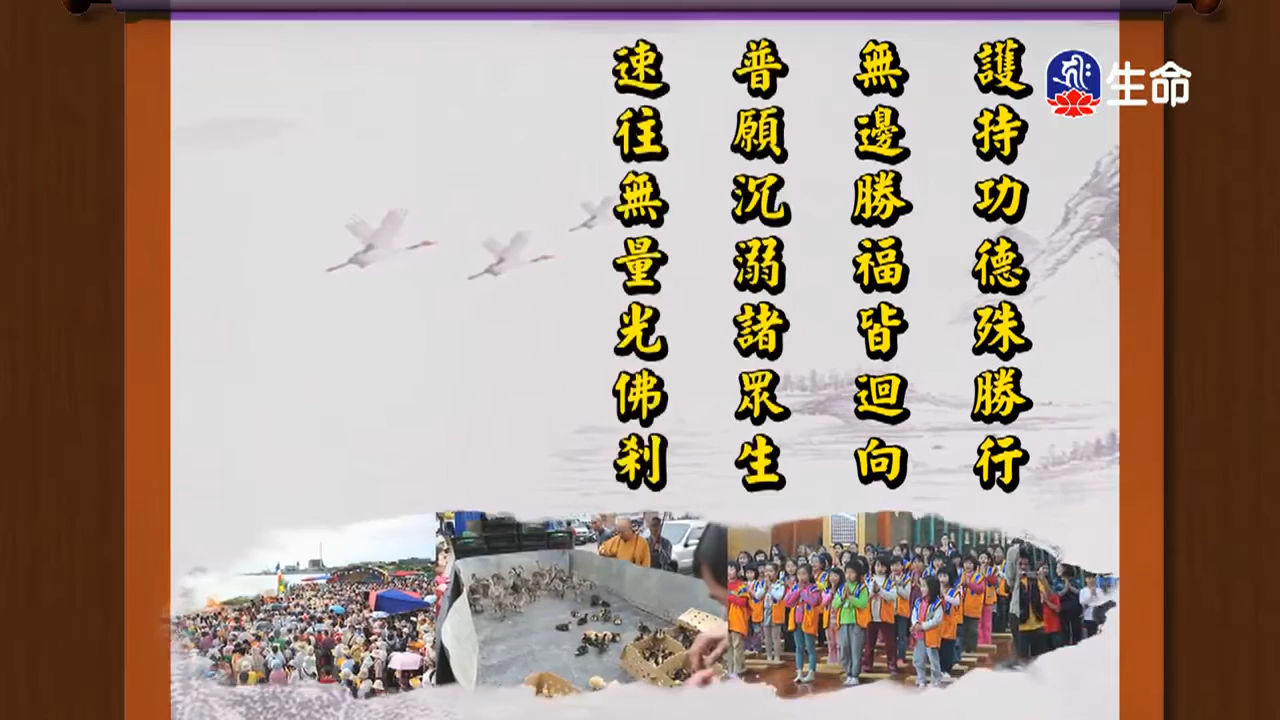 護持功德殊勝行
無邊勝福皆迴向
普願沉溺諸眾生
速往無量光佛剎
生命